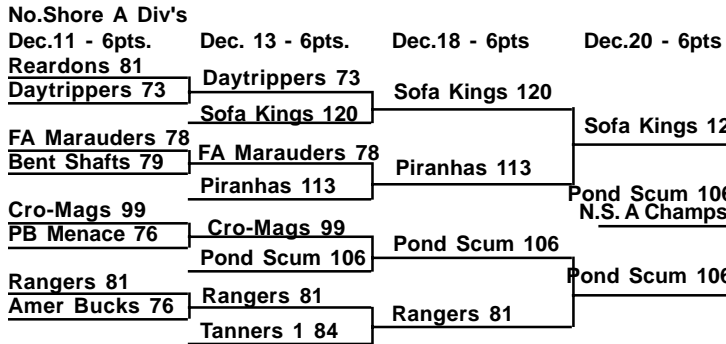 No.Shore A Div's
Dec.11 - 6pts.
Dec. 13 - 6pts.
Dec.18 - 6pts
Dec.20 - 6pts
Reardons 81
Daytrippers 73
Daytrippers 73
Sofa Kings 120
Sofa Kings 120
FA Marauders 78
Bent Shafts 79
FA Marauders 78
Piranhas 113
Piranhas 113
Sofa Kings 12
Cro-Mags 99
PB Menace 76
Cro-Mags 99
Pond Scum 106
Pond Scum 106
Pond Scum 106
N.S. A Champs
Rangers 81
Amer Bucks 76
Rangers 81
Tanners 1 84
Rangers 81
Pond Scum 106